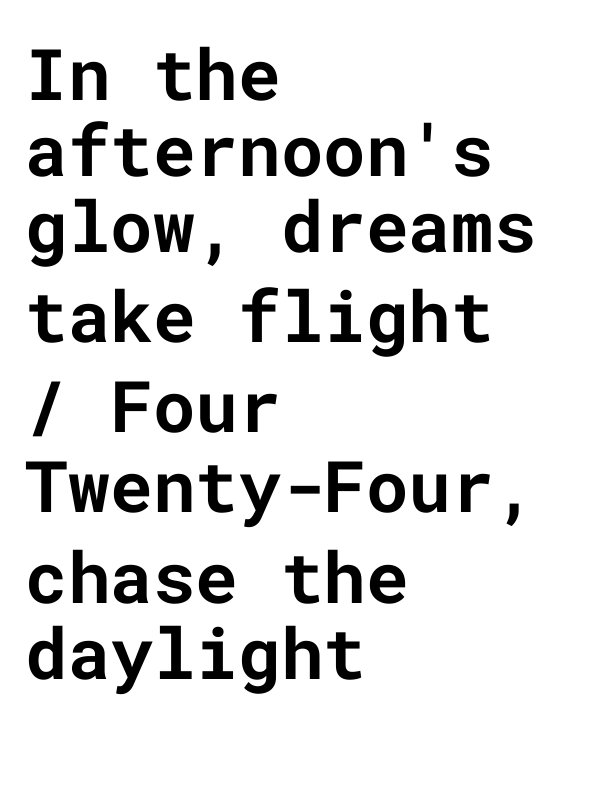 In the
afternoon's
glow, dreams
take flight
/ Four
Twenty-Four,
chase the
daylight